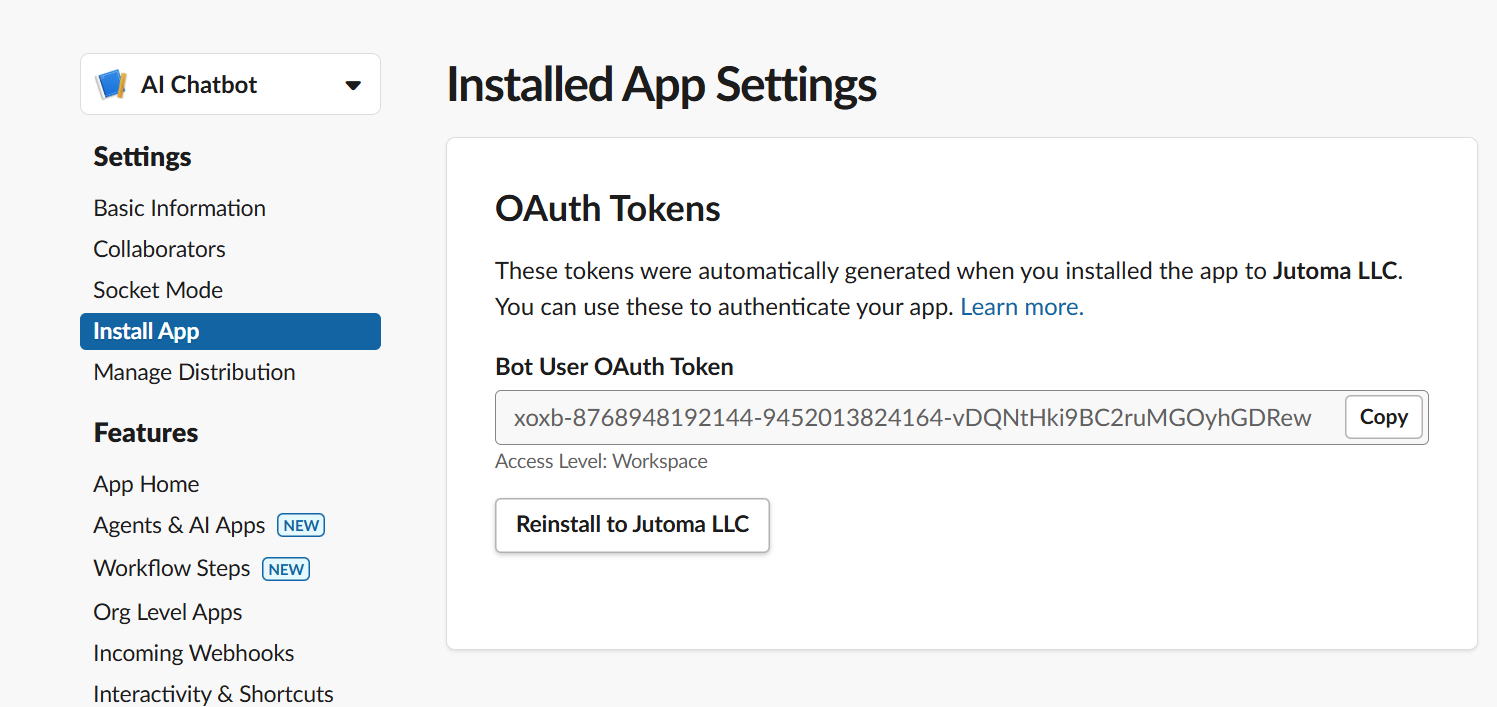 AI Chatbot
Settings
Basic Information
Collaborators
Socket Mode
Install App
Manage Distribution
Features
App Home
Agents & AI Apps NEW
Workflow Steps NEW
Org Level Apps
Incoming Webhooks
Interactivity & Shortcuts
Installed App Settings
OAuth Tokens
These tokens were automatically generated when you installed the app to Jutoma LLC.
You can use these to authenticate your app. Learn more.
Bot User OAuth Token
xoxb-8768948192144-9452013824164-vDQNtHki9BC2ruMGOyhGDRew Copy
Access Level: Workspace
Reinstall to Jutoma LLC